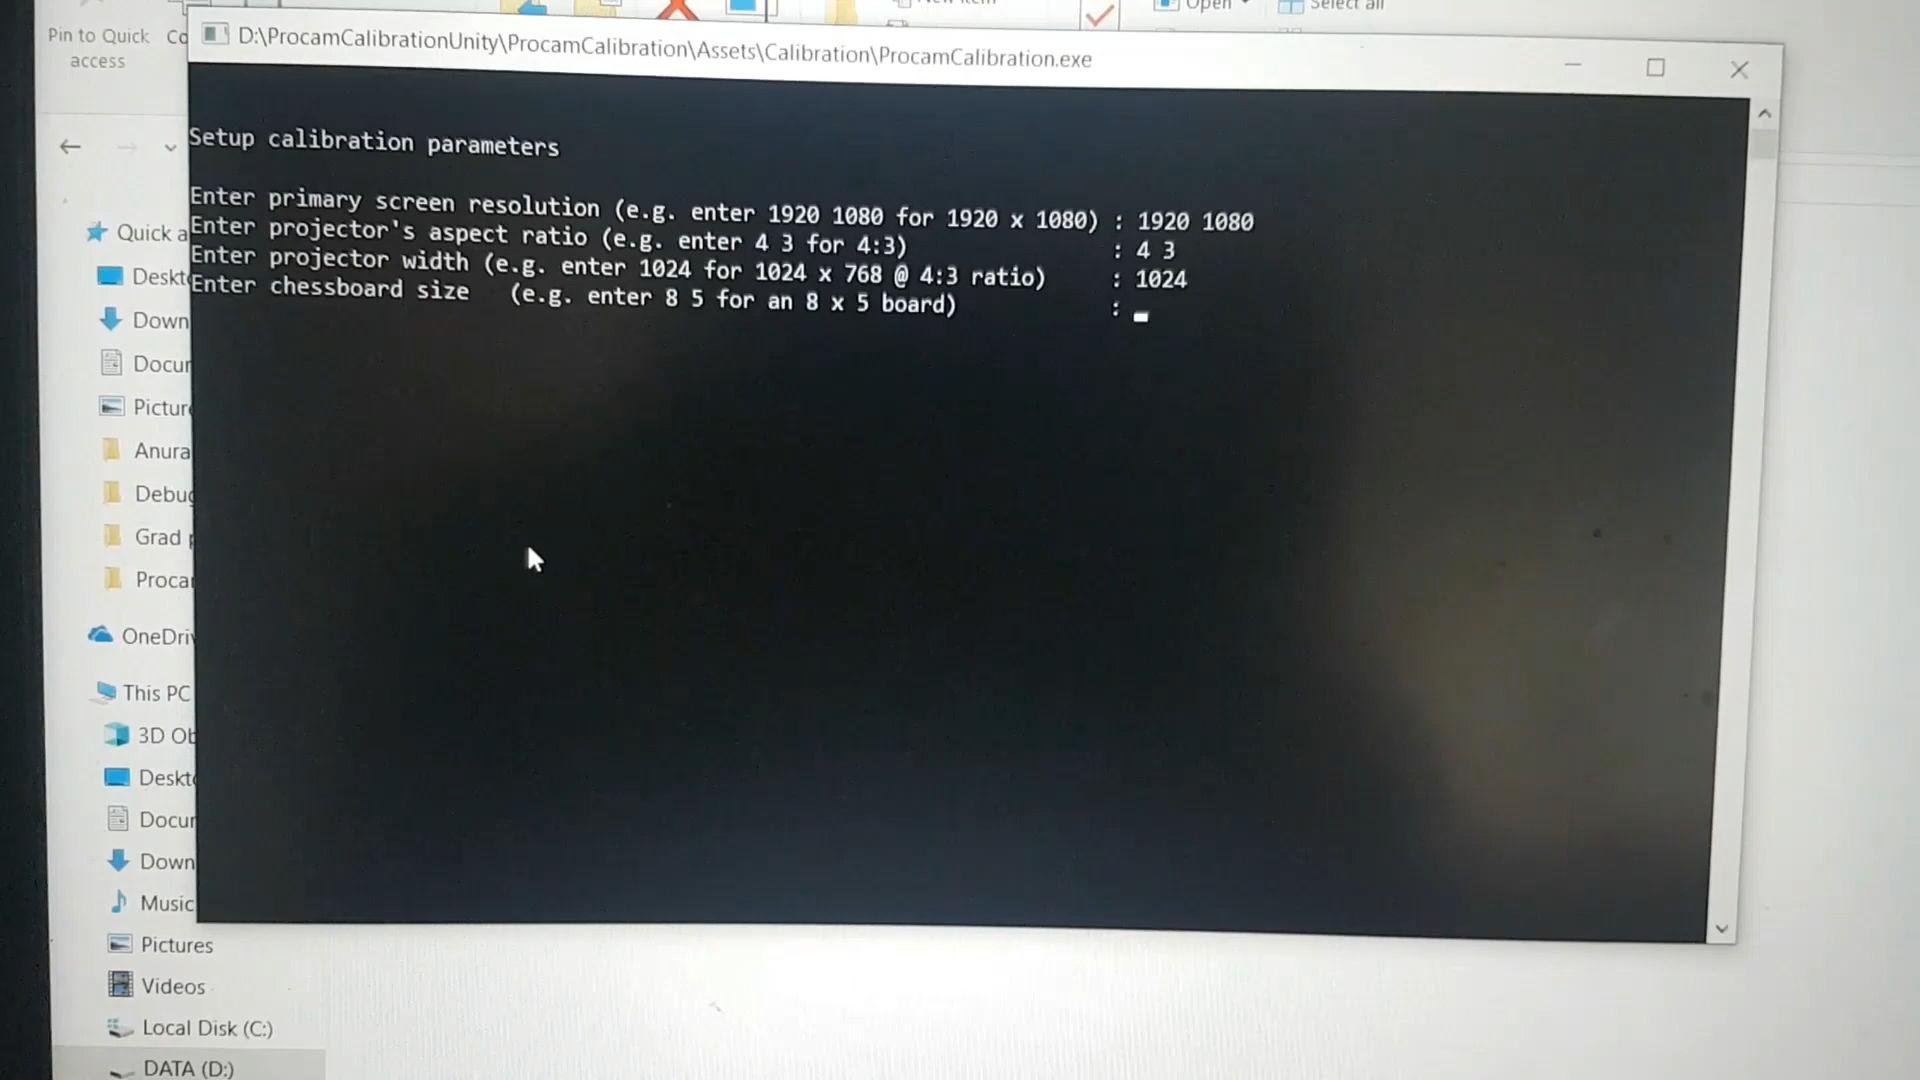 Pin to Quick
access
Open
Select all
D:\ProcamCalibrationUnity\ProcamCalibration\Assets\Calibration\ProcamCalibration.exe
Setup calibration parameters
Enter primary screen resolution (e.g. enter 1920 1080 for 1920 x 1080) : 1920 1080
Enter projector's aspect ratio (e.g. enter 4 3 for 4:3) : 4 3
Enter projector width (e.g. enter 1024 for 1024 x 768 @ 4:3 ratio) : 1024
Enter chessboard size (e.g. enter 8 5 for an 8 x 5 board) :
Quick a
Deskt
Down
Docu
Pictur
Anura
Debug
Grad
Procar
OneDri
This PC
3D Ob
Deskt
Docur
Down
Music
Pictures
Videos
Local Disk (C:)
DATA (D:)